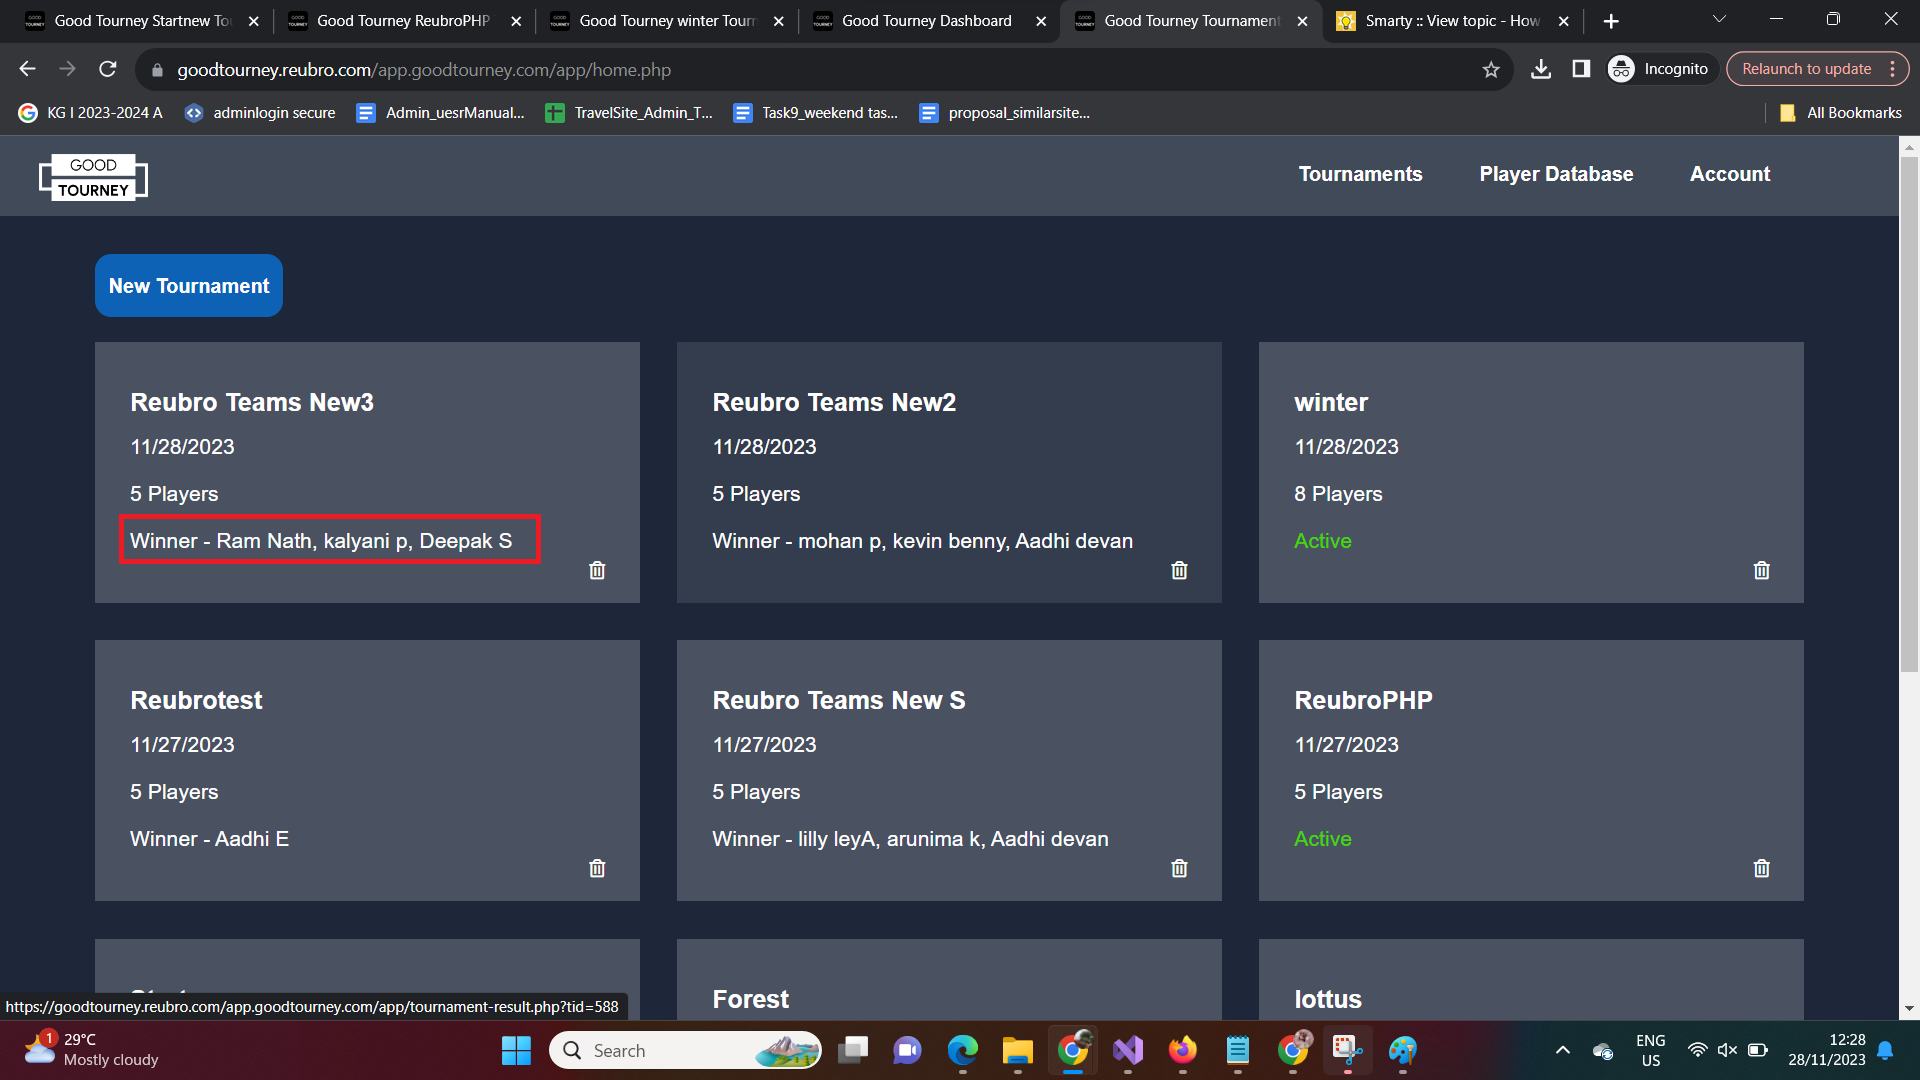 Good Tourney Startnew To
Good Tourney ReubroPHP
Good Tourney winter Tourn
Good Tourney Dashboard
Good Tourney Tournament
Smarty :: View topic - How
goodtourney.reubro.com/app.goodtourney.com/app/home.php
Incognito
Relaunch to update
KG I 2023-2024 A
adminlogin secure
Admin_uesrManual...
TravelSite_Admin_T...
Task9_weekend tas...
proposal_similarsite...
All Bookmarks
GOOD
TOURNEY
Tournaments
Player Database
Account
New Tournament
Reubro Teams New3
11/28/2023
5 Players
Winner - Ram Nath, kalyani p, Deepak S
Reubro Teams New2
11/28/2023
5 Players
Winner - mohan p, kevin benny, Aadhi devan
winter
11/28/2023
8 Players
Active
Reubrotest
11/27/2023
5 Players
Winner - Aadhi E
Reubro Teams New S
11/27/2023
5 Players
Winner - lilly leyA, arunima k, Aadhi devan
ReubroPHP
11/27/2023
5 Players
Active
Forest
lottus
https://goodtourney.reubro.com/app.goodtourney.com/app/tournament-result.php?tid=588
1
29°C
Mostly cloudy
Search
ENG
US
12:28
28/11/2023